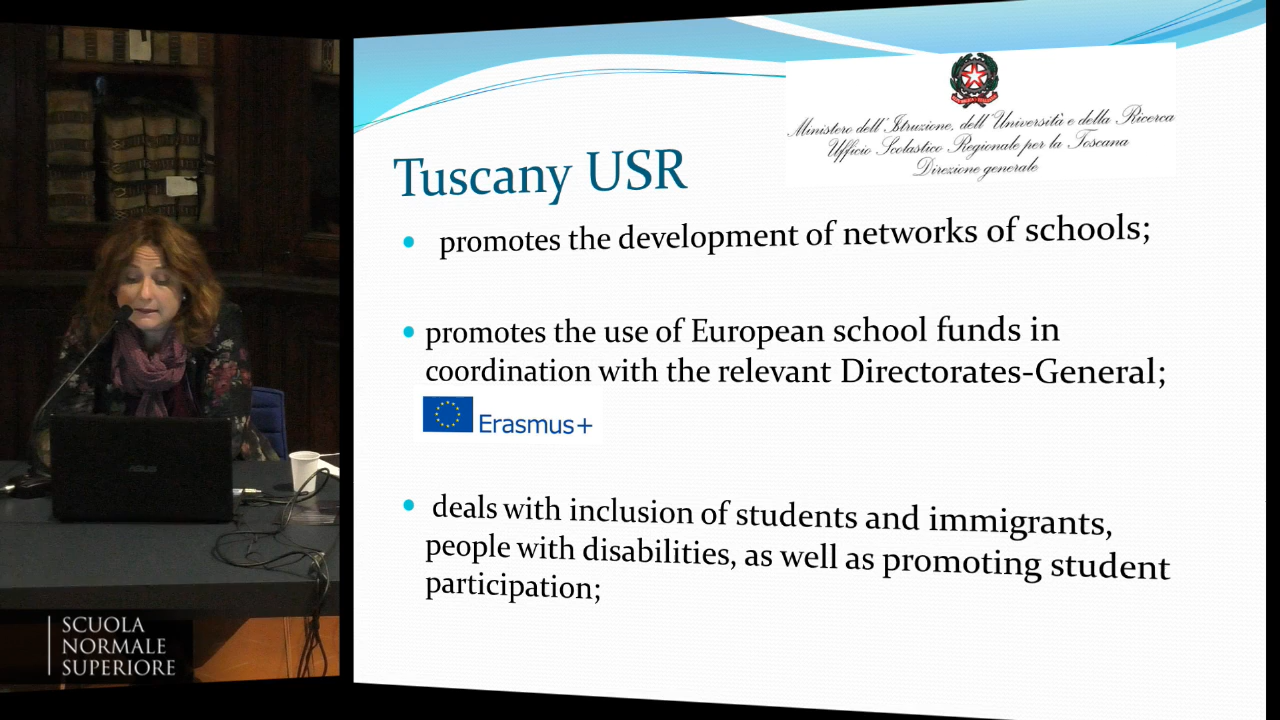 Ministero dell'Istruzione, dell'Università e della Ricerca
Ufficio Scolastico Regionale per la Toscana
Direzione generale
Tuscany USR
promotes the development of networks of schools;
promotes the use of European school funds in
coordination with the relevant Directorates-General;
Erasmus+
deals with inclusion of students and immigrants,
people with disabilities, as well as promoting student
participation;
ASUS
SCUOLA
NORMALE
SUPERIORE